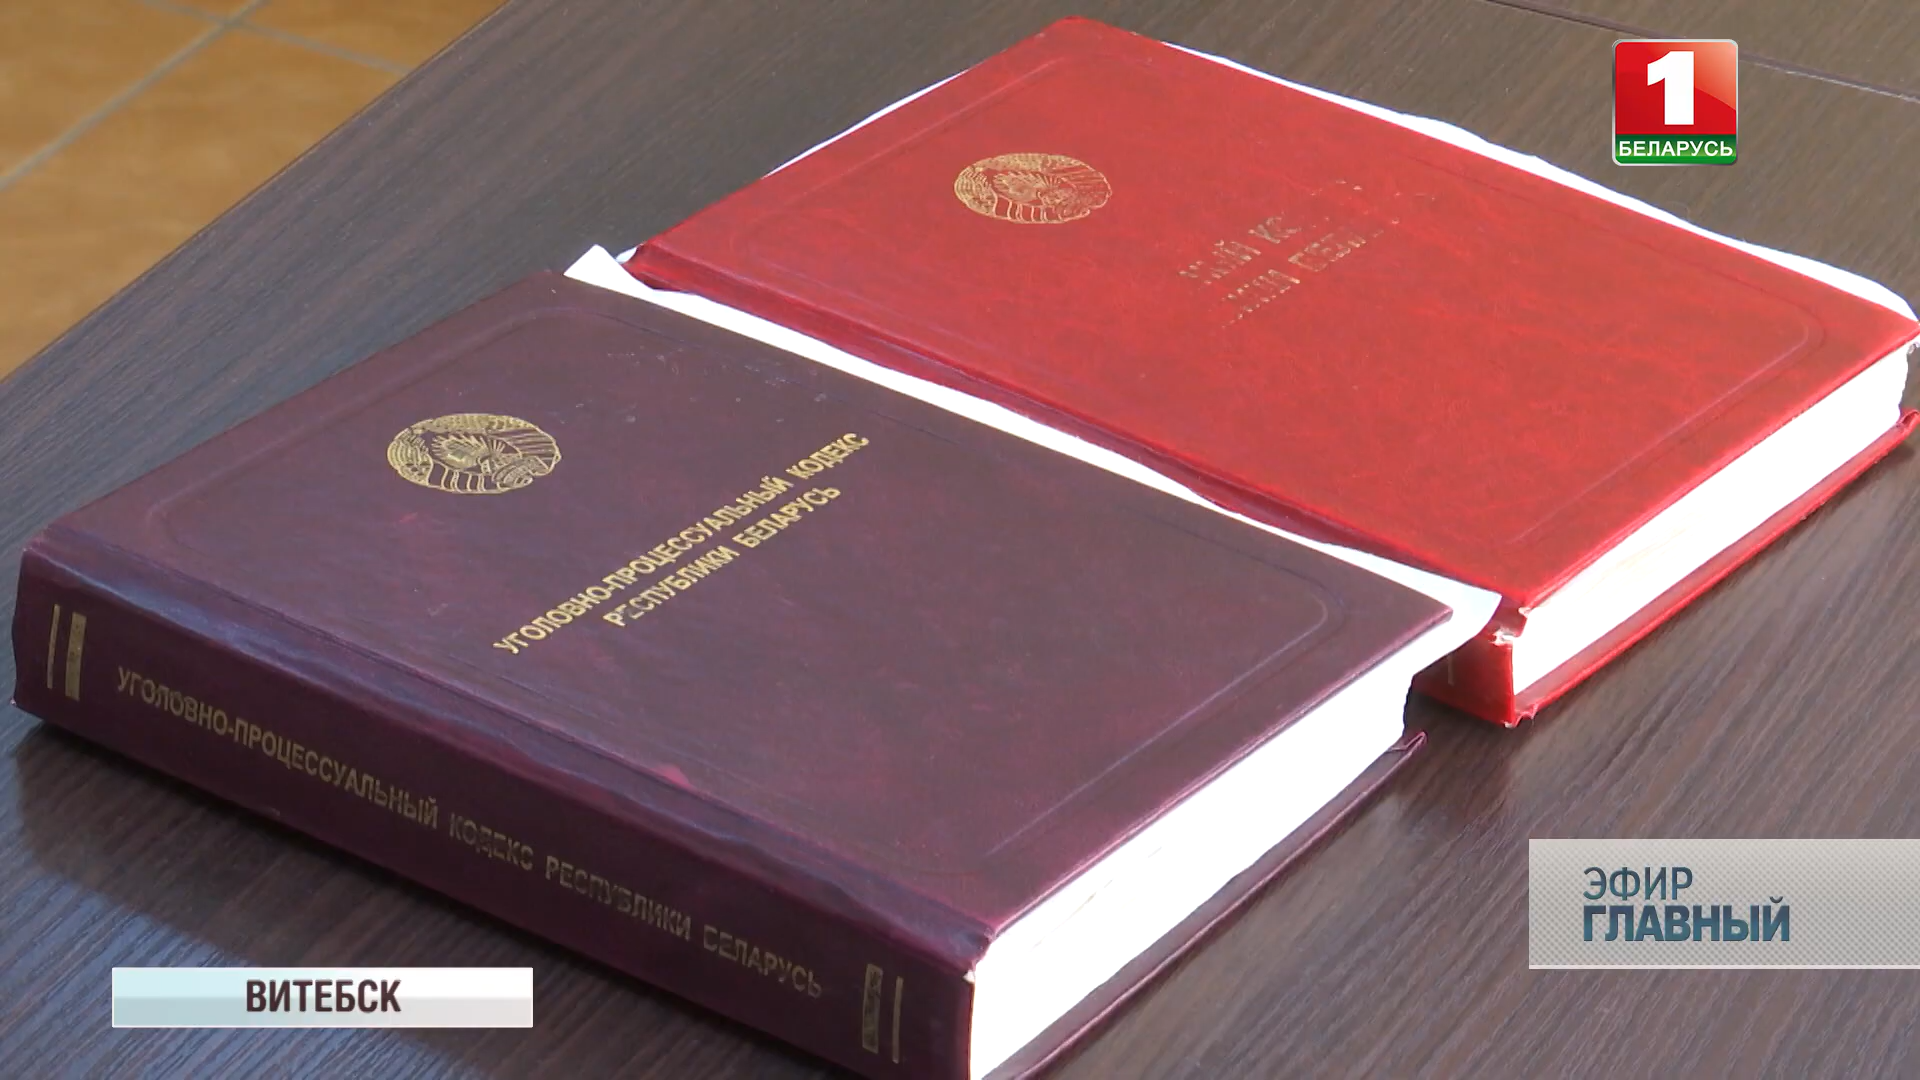 1
БЕЛАРУСЬ
УГОЛОВНО-ПРОЦЕССУАЛЬНЫЙ КОДЕКС
РЕСПУБЛИКИ БЕЛАРУСЬ
УГОЛОВНО-ПРОЦЕССУАЛЬНЫЙ КОДЕКС РЕСПУБЛИКИ БЕЛАРУСЬ
ЭФИР
ГЛАВНЫЙ
ВИТЕБСК